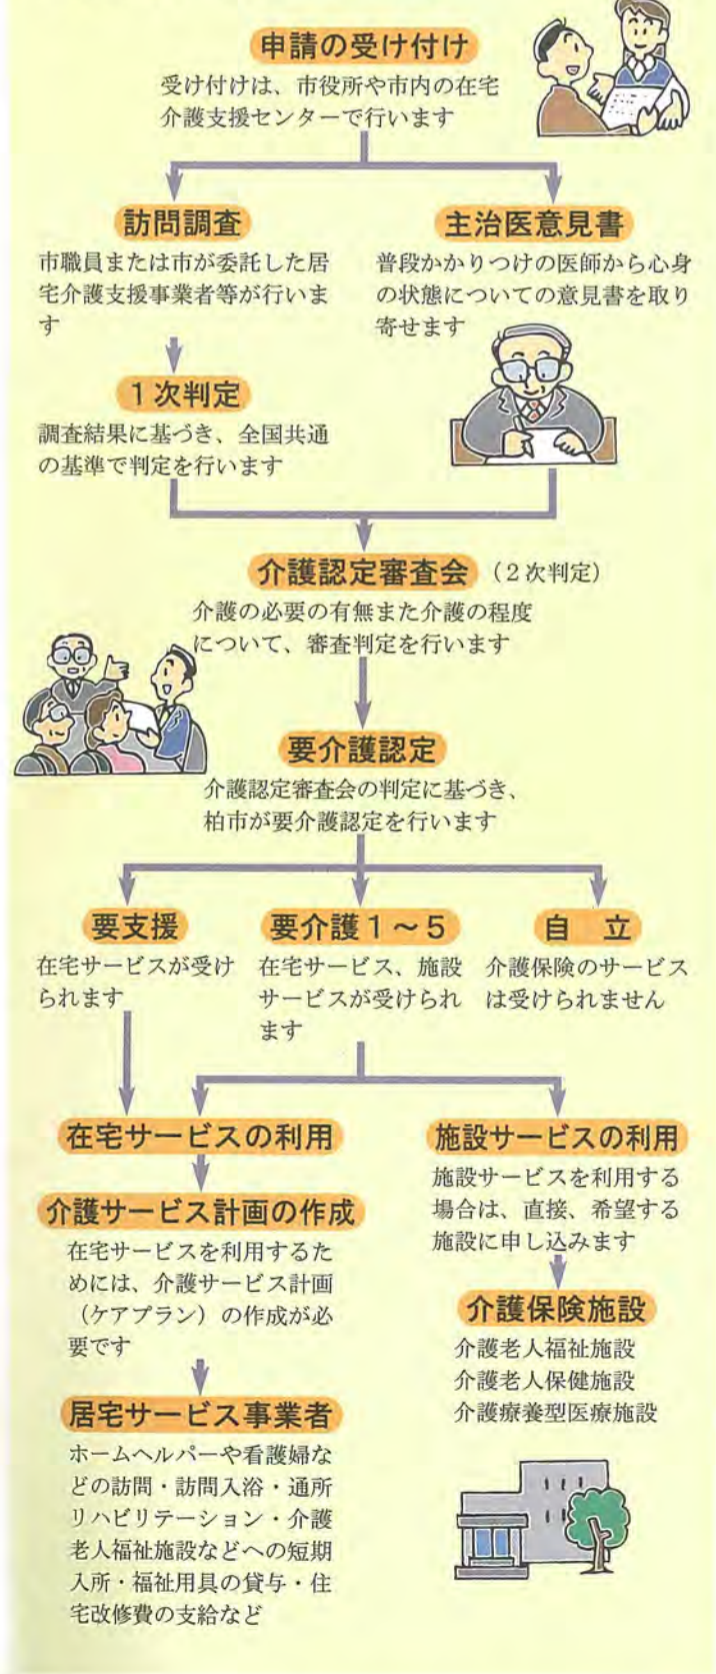 申請の受け付け
受け付けは、市役所や市内の在宅
介護支援センターで行います
訪問調査
市職員または市が委託した居
宅介護支援事業者等が行いま
す
主治医意見書
普段かかりつけの医師から心身
の状態についての意見書を取り
寄せます
１次判定
調査結果に基づき、全国共通
の基準で判定を行います
介護認定審査会（２次判定）
介護の必要の有無また介護の程度
について、審査判定を行います
要介護認定
介護認定審査会の判定に基づき、
柏市が要介護認定を行います
要支援
在宅サービスが受け
られます
要介護１～５
在宅サービス、施設
サービスが受けられ
ます
自　立
介護保険のサービス
は受けられません
在宅サービスの利用
介護サービス計画の作成
在宅サービスを利用するた
めには、介護サービス計画
（ケアプラン）の作成が必
要です
居宅サービス事業者
ホームヘルパーや看護婦な
どの訪問・訪問入浴・通所
リハビリテーション・介護
老人福祉施設などへの短期
入所・福祉用具の貸与・住
宅改修費の支給など
施設サービスの利用
施設サービスを利用する
場合は、直接、希望する
施設に申し込みます
介護保険施設
介護老人福祉施設
介護老人保健施設
介護療養型医療施設